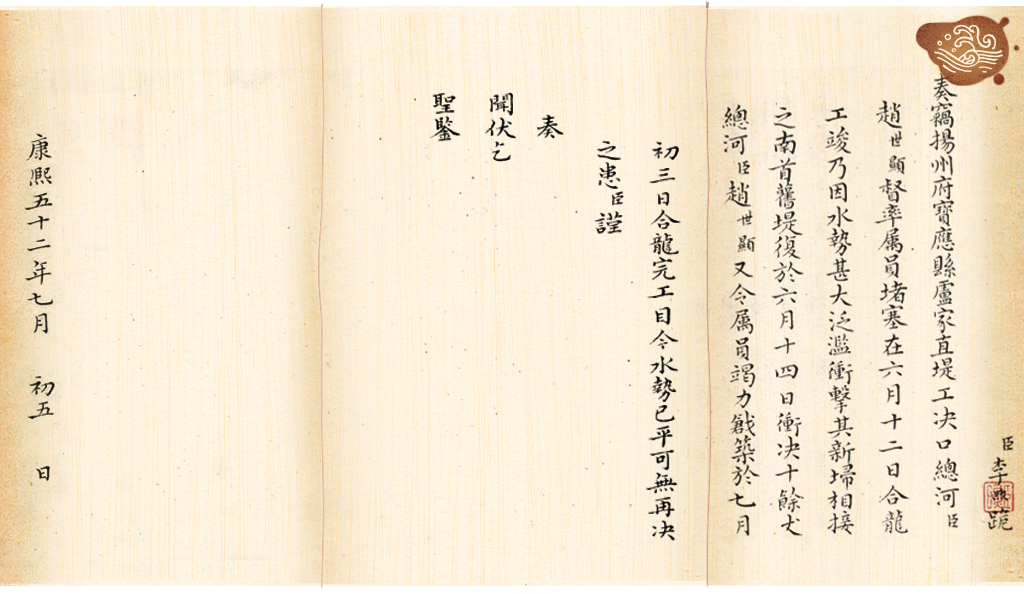 臣李煦跪
奏竊揚州府寶應縣盧家直堤工决口總河臣
趙世顯督率属員堵塞在六月十二日合龍
工竣乃因水勢甚大泛濫衝擊其新埽相接
之南首舊堤復於六月十四日衝决十餘丈
總河臣趙世顯又令属員竭力戧築於七月
初三日合龍完工目今水勢已平可無再决
之患臣謹
奏
聞伏乞
聖鑒
康熙五十二年七月 初五 日